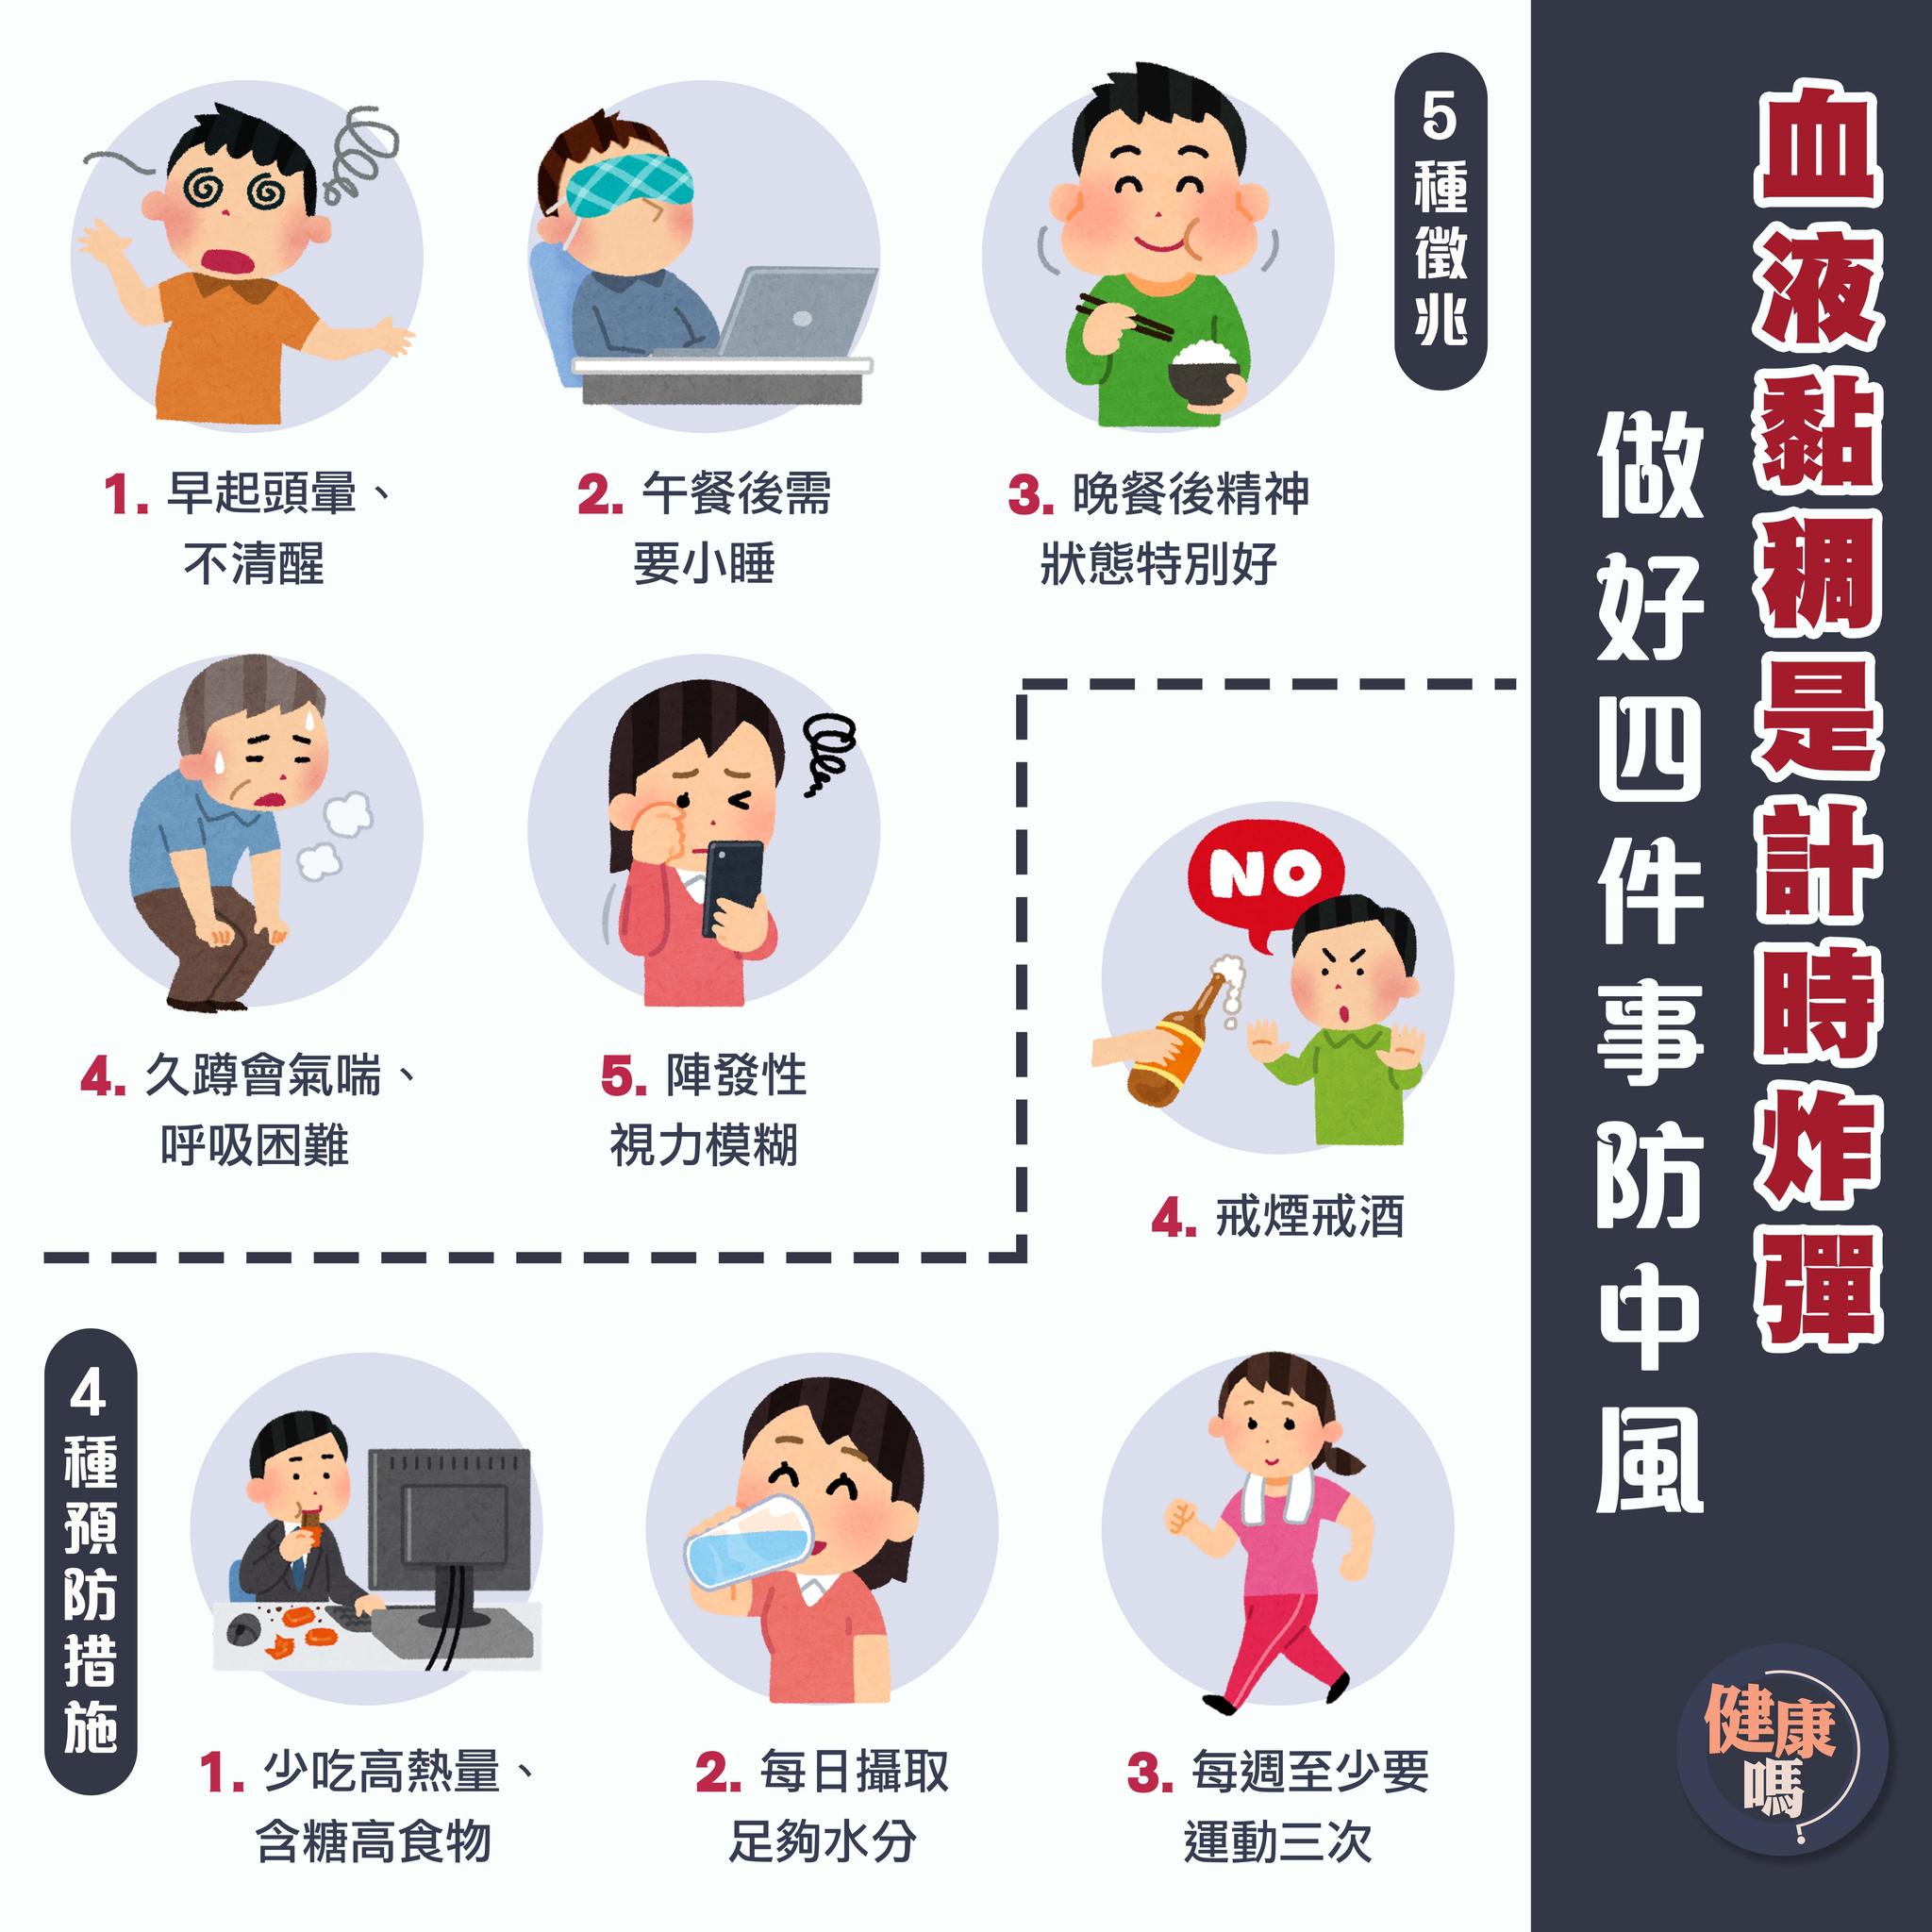 血液黏稠是計時炸彈
做好四件事防中風
5種徵兆
1. 早起頭暈、
不清醒
2. 午餐後需
要小睡
3. 晚餐後精神
狀態特別好
4. 久蹲會氣喘、
呼吸困難
5. 陣發性
視力模糊
4種預防措施
1. 少吃高熱量、
含糖高食物
2. 每日攝取
足夠水分
3. 每週至少要
運動三次
NO
4. 戒煙戒酒
健康
嗎